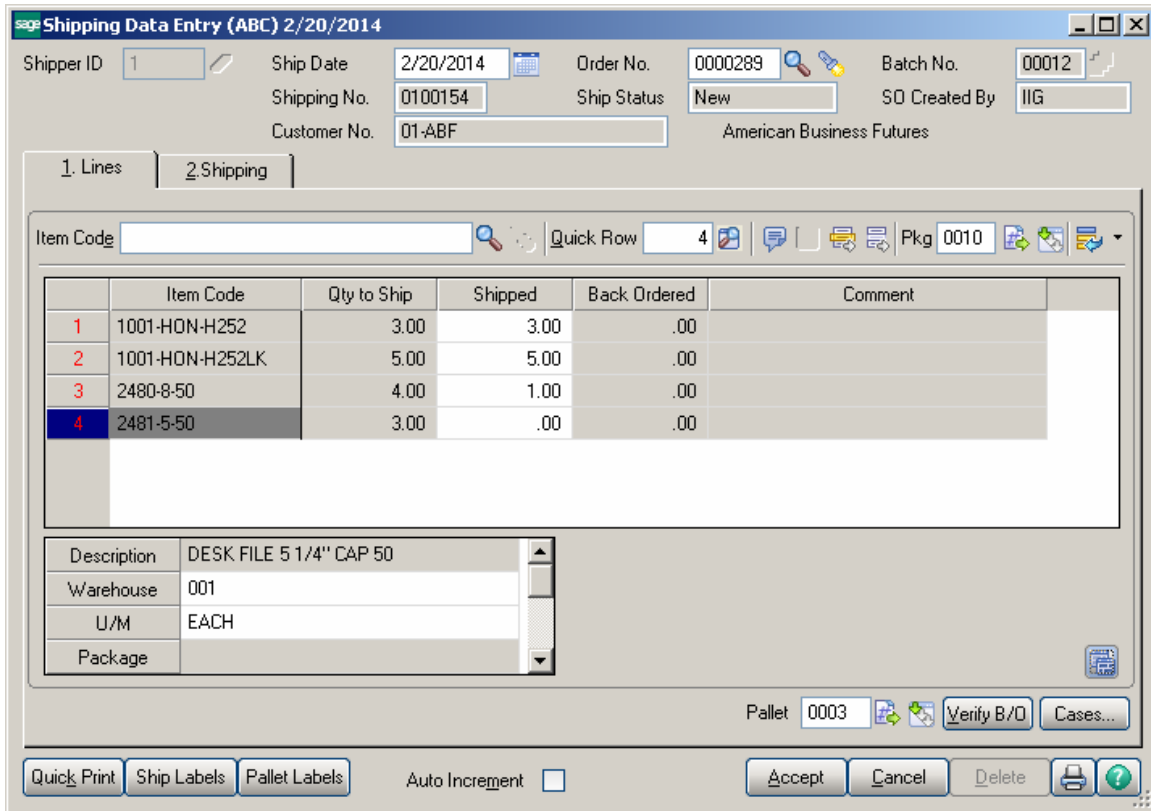 sage Shipping Data Entry (ABC) 2/20/2014
Shipper ID 1 Ship Date 2/20/2014 Order No. 0000289 Batch No. 00012
Shipping No. 0100154 Ship Status New SO Created By IIG
Customer No. 01-ABF American Business Futures
1. Lines 2.Shipping
Item Code Quick Row 4 Pkg 0010
Item Code Qty to Ship Shipped Back Ordered Comment
1 1001-HON-H252 3.00 3.00 .00
2 1001-HON-H252LK 5.00 5.00 .00
3 2480-8-50 4.00 1.00 .00
4 2481-5-50 3.00 .00 .00
Description DESK FILE 5 1/4" CAP 50
Warehouse 001
U/M EACH
Package
Pallet 0003 Verify B/O Cases...
Quick Print Ship Labels Pallet Labels Auto Increment Accept Cancel Delete